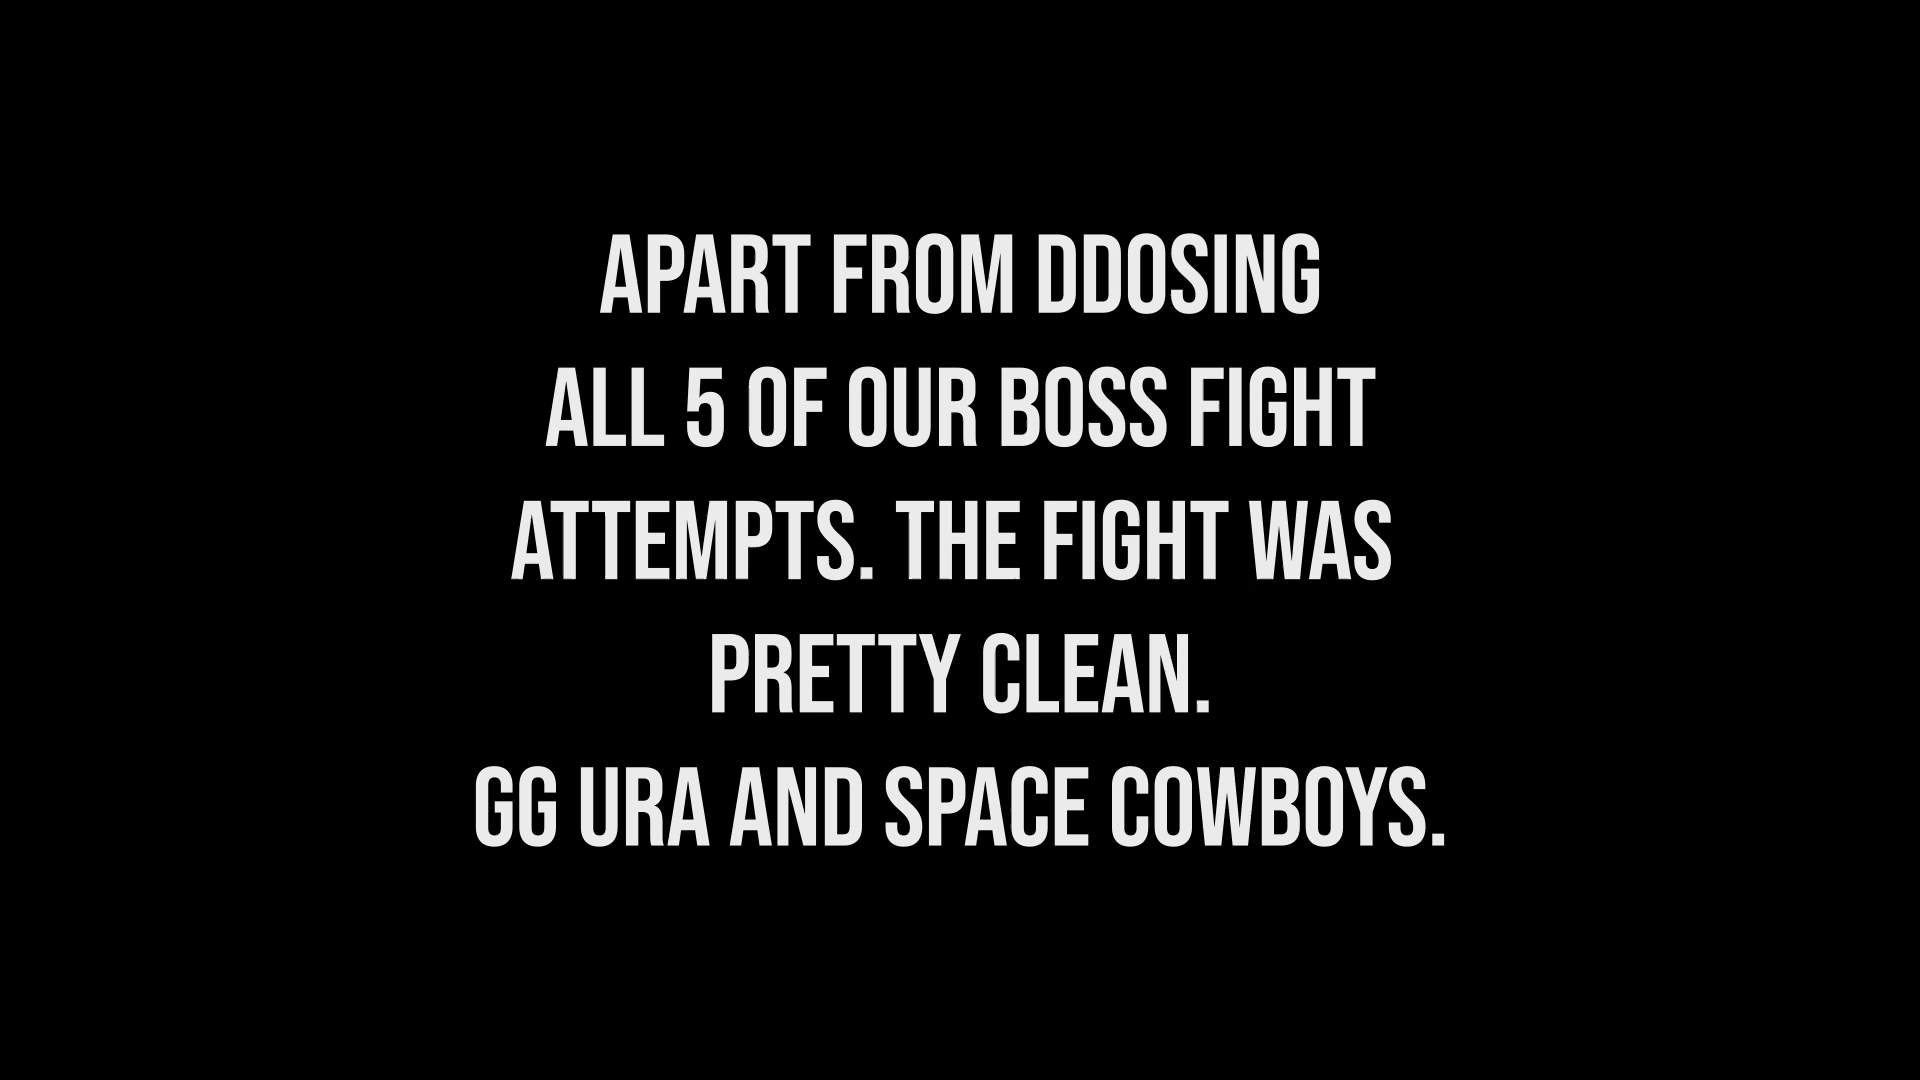 APART FROM DDOSING
ALL 5 OF OUR BOSS FIGHT
ATTEMPTS. THE FIGHT WAS
PRETTY CLEAN.
GG URA AND SPACE COWBOYS.